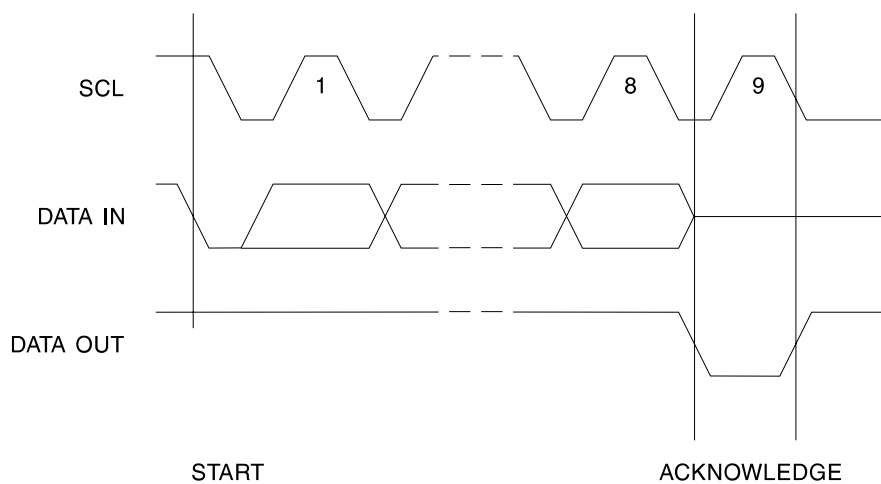 SCL
1
8
9
DATA IN
DATA OUT
START
ACKNOWLEDGE